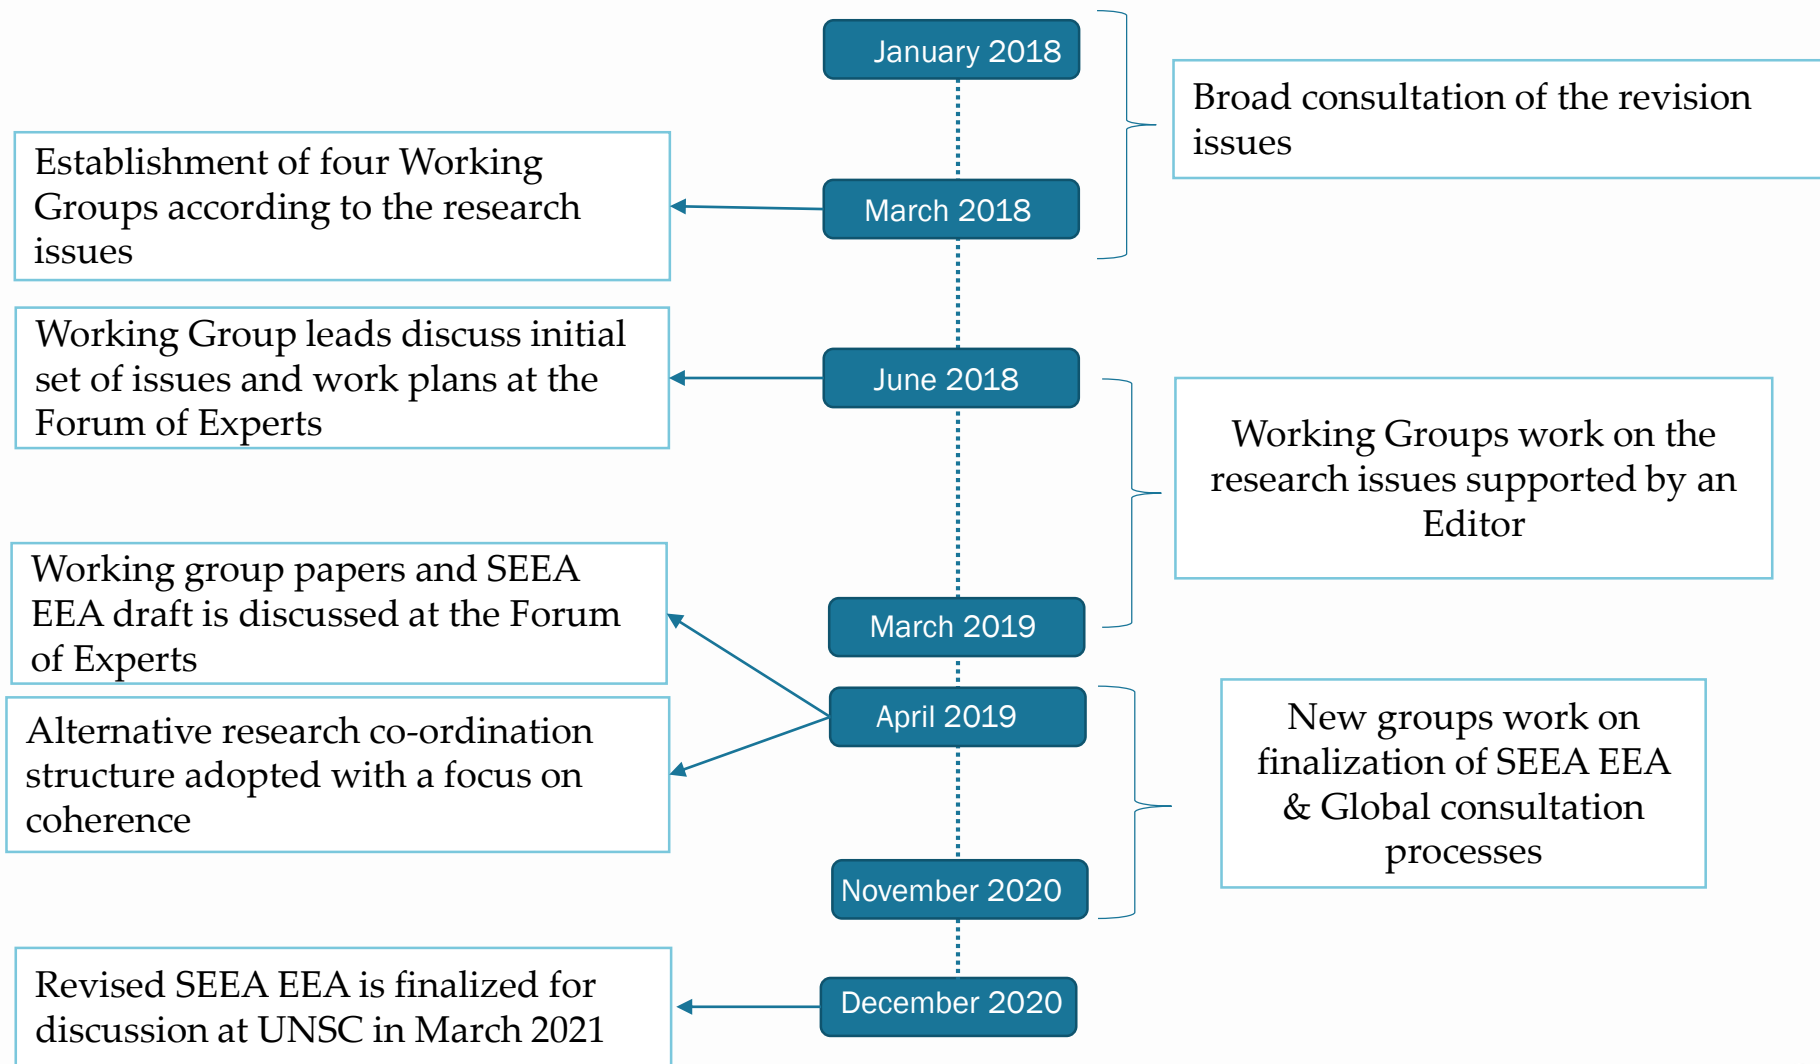 January 2018
Broad consultation of the revision
issues
Establishment of four Working
Groups according to the research
issues
March 2018
Working Group leads discuss initial
set of issues and work plans at the
Forum of Experts
June 2018
Working Groups work on the
research issues supported by an
Editor
Working group papers and SEEA
EEA draft is discussed at the Forum
of Experts
March 2019
April 2019
Alternative research co-ordination
structure adopted with a focus on
coherence
New groups work on
finalization of SEEA EEA
& Global consultation
processes
November 2020
Revised SEEA EEA is finalized for
discussion at UNSC in March 2021
December 2020